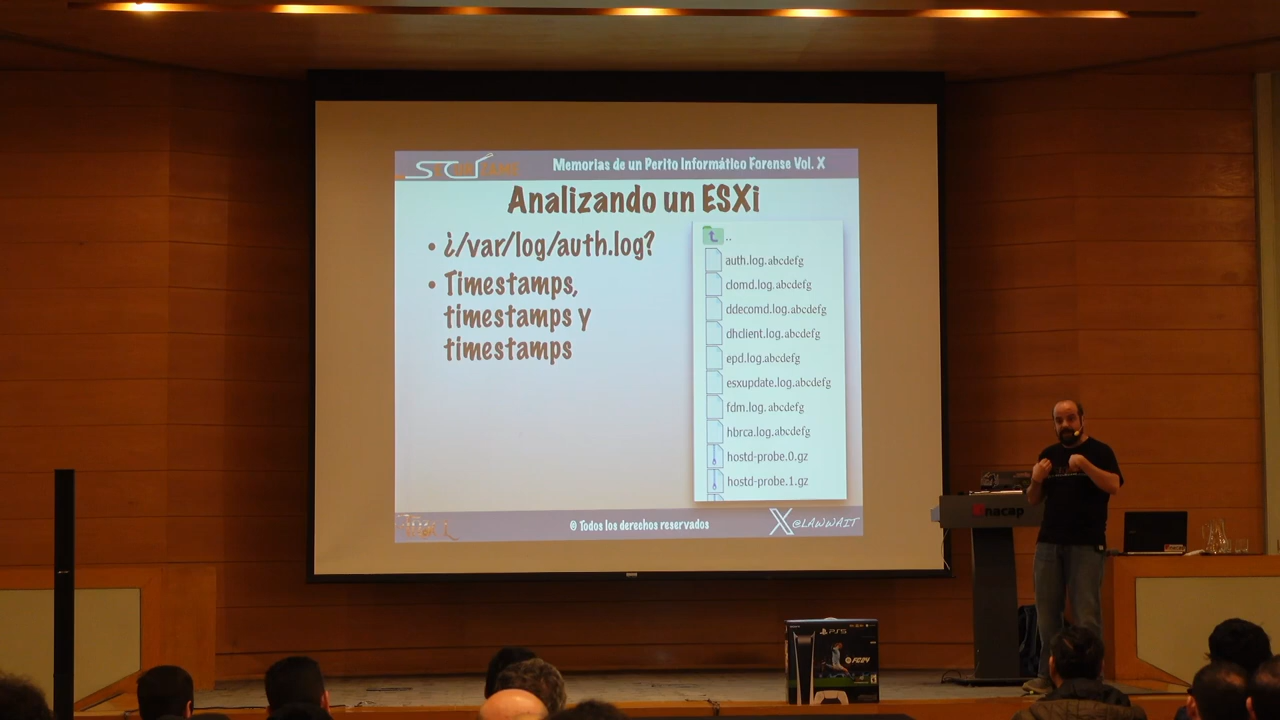 Memorias de un Perito Informático Forense Vol. X
Analizando un ESXi
• ¿/var/log/auth.log?
• Timestamps,
timestamps y
timestamps
..
auth.log.abcdefg
clomd.log.abcdefg
ddecomd.log.abcdefg
dhclient.log.abcdefg
epd.log.abcdefg
esxupdate.log.abcdefg
fdm.log.abcdefg
hbrca.log.abcdefg
hostd-probe.0.gz
hostd-probe.1.gz
© Todos los derechos reservados
X @LAWWAIT
inacap
PS5
FC24